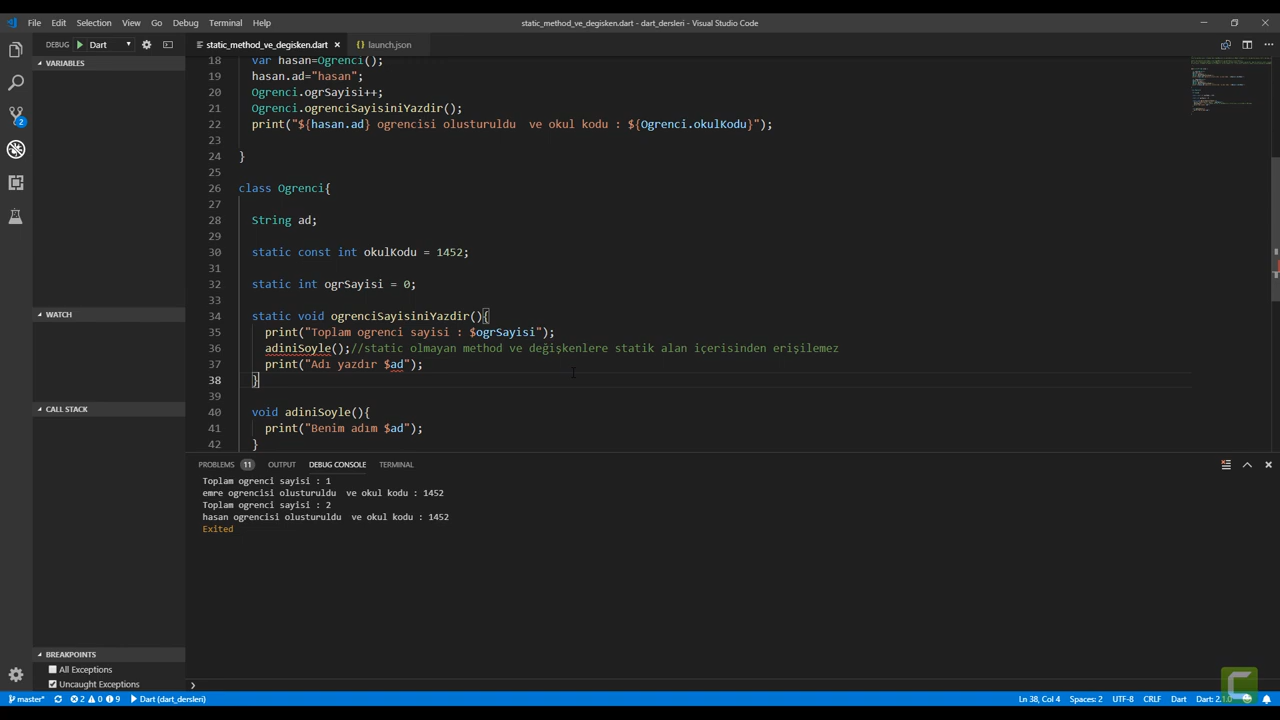 File Edit Selection View Go Debug Terminal Help
static_method_ve_degisken.dart - dart_dersleri - Visual Studio Code
DEBUG Dart
static_method_ve_degisken.dart
launch.json
VARIABLES
WATCH
CALL STACK
BREAKPOINTS
All Exceptions
Uncaught Exceptions
18 var hasan=Ogrenci();
19 hasan.ad="hasan";
20 Ogrenci.ogrSayisi++;
21 Ogrenci.ogrenciSayisiniYazdir();
22 print("${hasan.ad} ogrencisi olusturuldu  ve okul kodu : ${Ogrenci.okulKodu}");
23
24 }
25
26 class Ogrenci{
27
28 String ad;
29
30 static const int okulKodu = 1452;
31
32 static int ogrSayisi = 0;
33
34 static void ogrenciSayisiniYazdir(){
35 print("Toplam ogrenci sayisi : $ogrSayisi");
36 adiniSoyle();//static olmayan method ve değişkenlere statik alan içerisinden erişilemez
37 print("Adı yazdır $ad");
38 }
39
40 void adiniSoyle(){
41 print("Benim adım $ad");
42 }
PROBLEMS 11 OUTPUT DEBUG CONSOLE TERMINAL
Toplam ogrenci sayisi : 1
emre ogrencisi olusturuldu  ve okul kodu : 1452
Toplam ogrenci sayisi : 2
hasan ogrencisi olusturuldu  ve okul kodu : 1452
Exited
2
master* 2 0 9 Dart (dart_dersleri)
Ln 38, Col 4 Spaces: 2 UTF-8 CRLF Dart Dart: 2.1.0